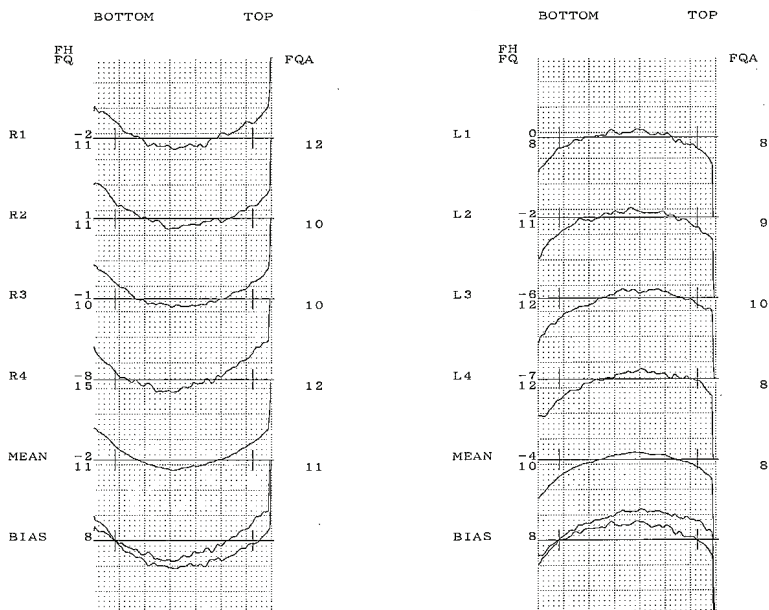 BOTTOM TOP
FH
FQ FQA
R1 -2
11 12
R2 1
11 10
R3 -1
10 10
R4 -8
15 12
MEAN -2
11 11
BIAS 8
BOTTOM TOP
FH
FQ FQA
L1 0
8 8
L2 -2
11 9
L3 -6
12 10
L4 -7
12 8
MEAN -4
10 8
BIAS 8